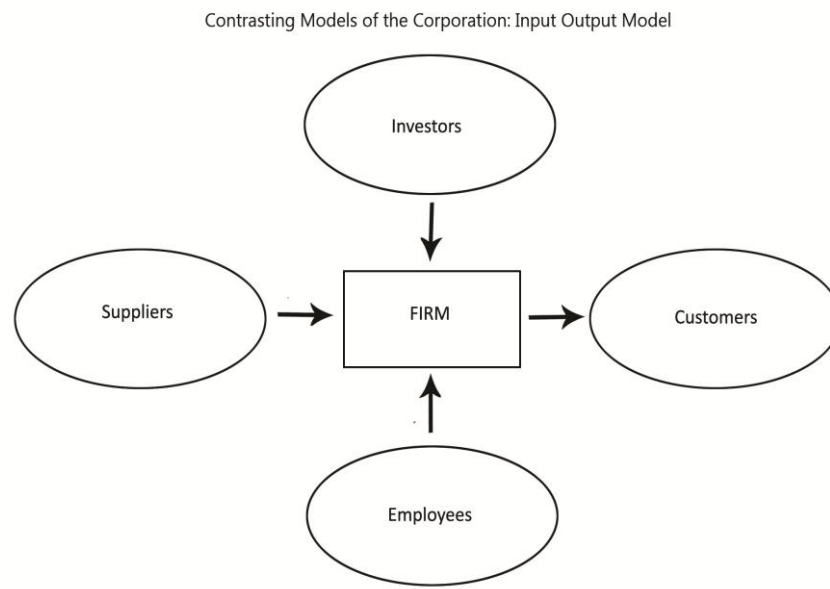 Contrasting Models of the Corporation: Input Output Model
Investors
Suppliers
FIRM
Customers
Employees